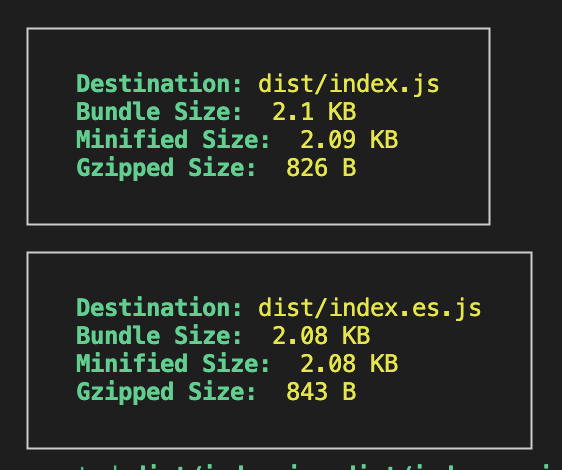 Destination: dist/index.js
Bundle Size:  2.1 KB
Minified Size:  2.09 KB
Gzipped Size:  826 B
Destination: dist/index.es.js
Bundle Size:  2.08 KB
Minified Size:  2.08 KB
Gzipped Size:  843 B